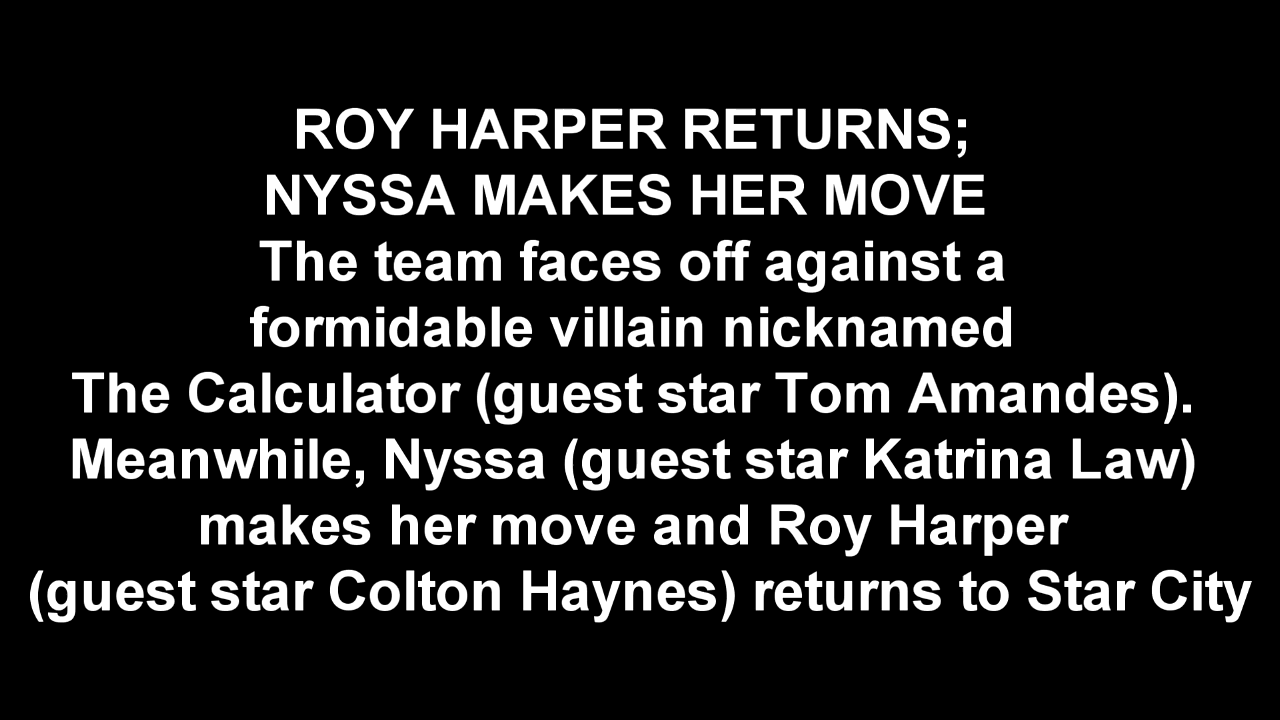 ROY HARPER RETURNS;
NYSSA MAKES HER MOVE
The team faces off against a
formidable villain nicknamed
The Calculator (guest star Tom Amandes).
Meanwhile, Nyssa (guest star Katrina Law)
makes her move and Roy Harper
(guest star Colton Haynes) returns to Star City